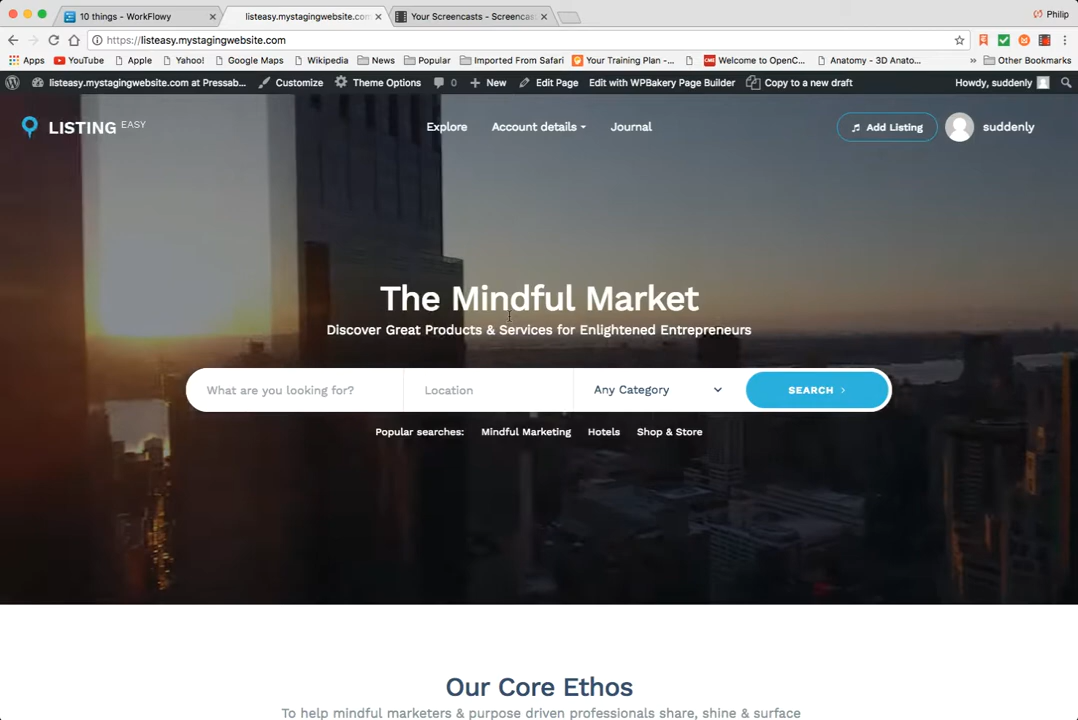 10 things - WorkFlowy
listeasy.mystagingwebsite.com
Your Screencasts - Screencas
Philip
https://listeasy.mystagingwebsite.com
Apps YouTube Apple Yahoo! Google Maps Wikipedia News Popular Imported From Safari Your Training Plan -... Welcome to OpenC... Anatomy - 3D Anato... » Other Bookmarks
listeasy.mystagingwebsite.com at Pressab... Customize Theme Options 0 New Edit Page Edit with WPBakery Page Builder Copy to a new draft Howdy, suddenly
LISTING EASY Explore Account details Journal Add Listing suddenly
The Mindful Market
Discover Great Products & Services for Enlightened Entrepreneurs
What are you looking for? Location Any Category SEARCH
Popular searches: Mindful Marketing Hotels Shop & Store
Our Core Ethos
To help mindful marketers & purpose driven professionals share, shine & surface